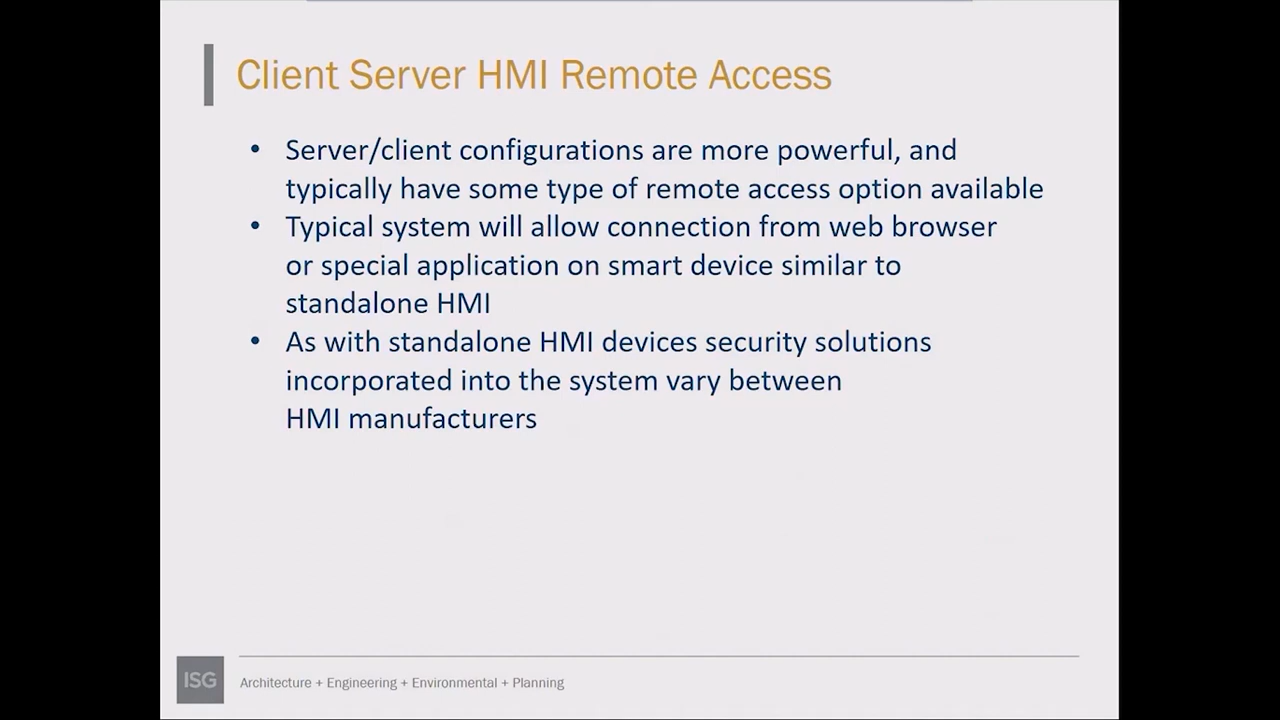 Client Server HMI Remote Access
• Server/client configurations are more powerful, and
typically have some type of remote access option available
• Typical system will allow connection from web browser
or special application on smart device similar to
standalone HMI
• As with standalone HMI devices security solutions
incorporated into the system vary between
HMI manufacturers
ISG
Architecture + Engineering + Environmental + Planning